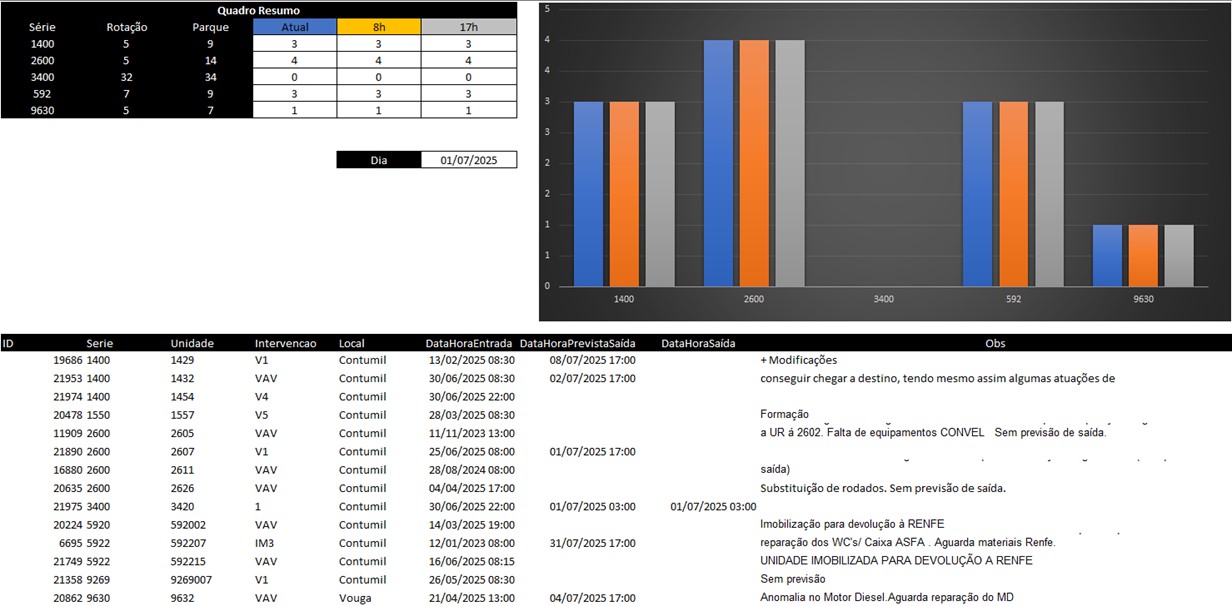 Quadro Resumo
Série Rotação Parque Atual 8h 17h
1400 5 9 3 3 3
2600 5 14 4 4 4
3400 32 34 0 0 0
592 7 9 3 3 3
9630 5 7 1 1 1
Dia 01/07/2025
5
4
4
3
3
2
2
1
1
0
1400 2600 3400 592 9630
ID Serie Unidade Intervencao Local DataHoraEntrada DataHoraPrevistaSaída DataHoraSaída Obs
19686 1400 1429 V1 Contumil 13/02/2025 08:30 08/07/2025 17:00 + Modificações
21953 1400 1432 VAV Contumil 30/06/2025 08:30 02/07/2025 17:00 conseguir chegar a destino, tendo mesmo assim algumas atuações de
21974 1400 1454 V4 Contumil 30/06/2025 22:00
20478 1550 1557 V5 Contumil 28/03/2025 08:30 Formação
11909 2600 2605 VAV Contumil 11/11/2023 13:00 a UR á 2602. Falta de equipamentos CONVEL Sem previsão de saída.
21890 2600 2607 V1 Contumil 25/06/2025 08:00 01/07/2025 17:00
16880 2600 2611 VAV Contumil 28/08/2024 08:00 saída)
20635 2600 2626 VAV Contumil 04/04/2025 17:00 Substituição de rodados. Sem previsão de saída.
21975 3400 3420 1 Contumil 30/06/2025 22:00 01/07/2025 03:00 01/07/2025 03:00
20224 5920 592002 VAV Contumil 14/03/2025 19:00 Imobilização para devolução à RENFE
6695 5922 592207 IM3 Contumil 12/01/2023 08:00 31/07/2025 17:00 reparação dos WC's/ Caixa ASFA . Aguarda materiais Renfe.
21749 5922 592215 VAV Contumil 16/06/2025 08:15 UNIDADE IMOBILIZADA PARA DEVOLUÇÃO A RENFE
21358 9269 9269007 V1 Contumil 26/05/2025 08:30 Sem previsão
20862 9630 9632 VAV Vouga 21/04/2025 13:00 04/07/2025 17:00 Anomalia no Motor Diesel.Aguarda reparação do MD